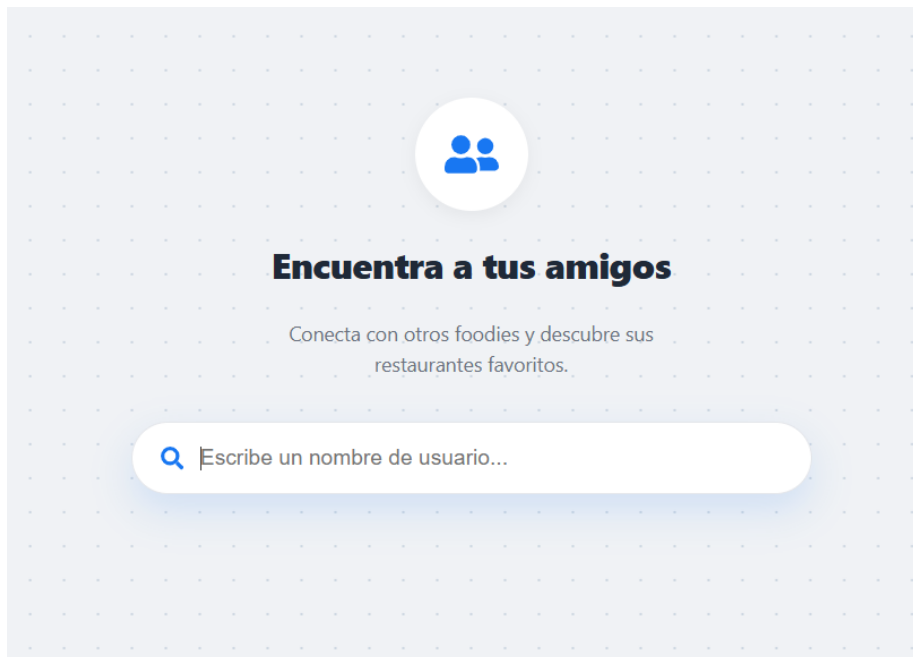 Encuentra a tus amigos
Conecta con otros foodies y descubre sus
restaurantes favoritos.
Escribe un nombre de usuario...